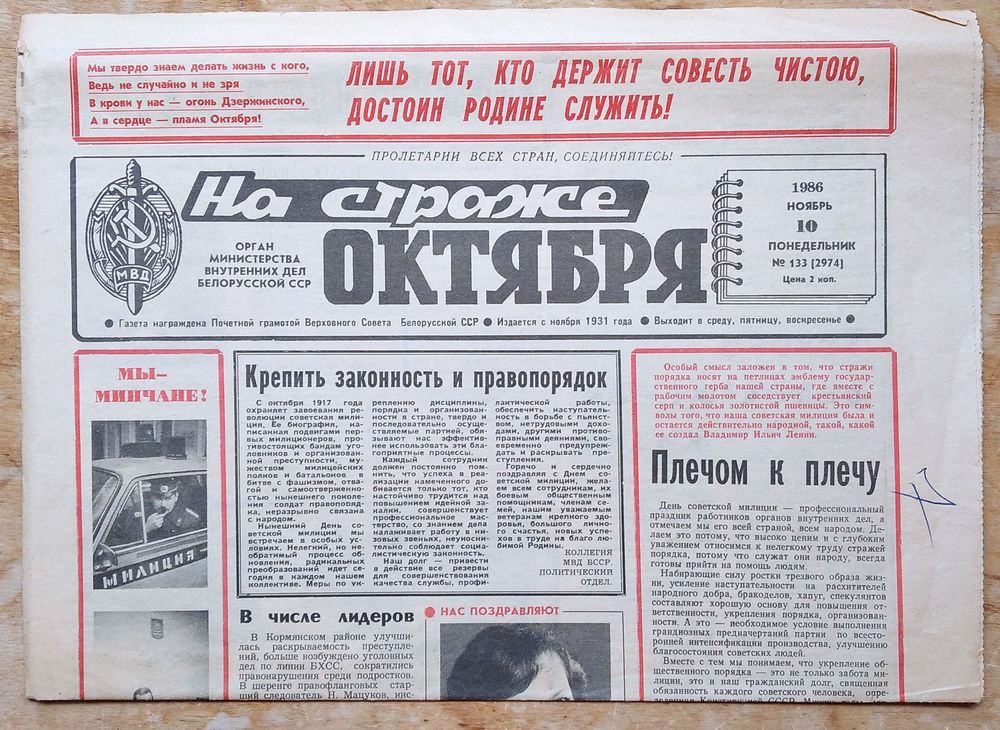 Мы твердо знаем делать жизнь с кого,
Ведь не случайно и не зря
В крови у нас — огонь Дзержинского,
А в сердце — пламя Октября!
ЛИШЬ ТОТ, КТО ДЕРЖИТ СОВЕСТЬ ЧИСТОЮ,
ДОСТОИН РОДИНЕ СЛУЖИТЬ!
ПРОЛЕТАРИИ ВСЕХ СТРАН, СОЕДИНЯЙТЕСЬ!
МВД
На страже
ОКТЯБРЯ
ОРГАН
МИНИСТЕРСТВА
ВНУТРЕННИХ ДЕЛ
БЕЛОРУССКОЙ ССР
1986
НОЯБРЬ
10
ПОНЕДЕЛЬНИК
№ 133 [2974]
Цена 2 коп.
● Газета награждена Почетной грамотой Верховного Совета Белорусской ССР ● Издается с ноября 1931 года ● Выходит в среду, пятницу, воскресенье ●
МЫ—
МИНЧАНЕ!
МИЛИЦИЯ
Крепить законность и правопорядок
С октября 1917 года
охраняет завоевания ре-
волюции советская мили-
ция. Ее биография, на-
писанная подвигами пер-
вых милиционеров, про-
тивостоящих бандам уго-
ловников и организован-
ной преступности, му-
жеством милицейских
полков и батальонов в
битве с фашизмом, отва-
гой и самоотверженно-
стью нынешнего поколе-
ния солдат правопоряд-
ка, неразрывно связана
с народом.
Нынешний День со-
ветской милиции мы
встречаем в особых ус-
ловиях. Нелегкий, но не-
обратимый процесс об-
новления, радикальных
преобразований идет се-
годня в каждом нашем
коллективе. Меры по ук-
реплению дисциплины,
порядка и организован-
ности в стране, твердо и
последовательно осуще-
ствляемые партией, обя-
зывают нас эффектив-
нее использовать эти бла-
гоприятные процессы.
Каждый сотрудник
должен постоянно пом-
нить, что успеха в реа-
лизации намеченного до-
бивается только тот, кто
настойчиво трудится над
повышением идейной за-
калки, совершенствует
профессиональное мас-
терство, со знанием дела
налаживает работу в ни-
зовых звеньях, неукосни-
тельно соблюдает социа-
листическую законность.
Наш долг — привести
в действие все резервы
для совершенствования
качества службы, профи-
лактической работы,
обеспечить наступатель-
ность в борьбе с пьянст-
вом, нетрудовыми дохо-
дами, другими противо-
правными деяниями, сво-
евременно предупреж-
дать и раскрывать пре-
ступления.
Горячо и сердечно
поздравляя с Днем со-
ветской милиции, жела-
ем всем сотрудникам, их
боевым общественным
помощникам, членам се-
мей, нашим уважаемым
ветеранам крепкого здо-
ровья, большого лично-
го счастья, новых успе-
хов в труде на благо лю-
бимой Родины.
КОЛЛЕГИЯ
МВД БССР.
ПОЛИТИЧЕСКИЙ
ОТДЕЛ.
В числе лидеров
В Кормянском районе улучши-
лась раскрываемость преступле-
ний, больше возбуждено уголовных
дел по линии БХСС, сократились
правонарушения среди подростков.
В шеренге правофланговых стар-
ший следователь Н. Мацуков, инс-
● НАС ПОЗДРАВЛЯЮТ
Особый смысл заложен в том, что стражи
порядка носят на петлицах эмблему государст-
венного герба нашей страны, где вместе с
рабочим молотом соседствует крестьянский
серп и колосья золотистой пшеницы. Это сим-
волы того, что наша советская милиция была и
остается действительно народной, такой, какой
ее создал Владимир Ильич Ленин.
Плечом к плечу
День советской милиции — профессиональный
праздник работников органов внутренних дел, а
отмечаем мы его всей страной, всем народом. Де-
лаем это потому, что высоко ценим и с глубоким
уважением относимся к нелегкому труду стражей
порядка, потому что служат они народу, всегда
готовы прийти на помощь людям.
Набирающие силу ростки трезвого образа жиз-
ни, усиление наступательности на расхитителей
народного добра, бракоделов, хапуг, спекулянтов
составляют хорошую основу для повышения от-
ветственности, укрепления порядка, организован-
ности. А это — необходимое условие выполнения
грандиозных предначертаний партии по всесто-
ронней интенсификации производства, улучшению
благосостояния советских людей.
Вместе с тем мы понимаем, что укрепление об-
щественного порядка — это не только забота ми-
лиции, это и наш гражданский долг, священная
обязанность каждого советского человека, опре-